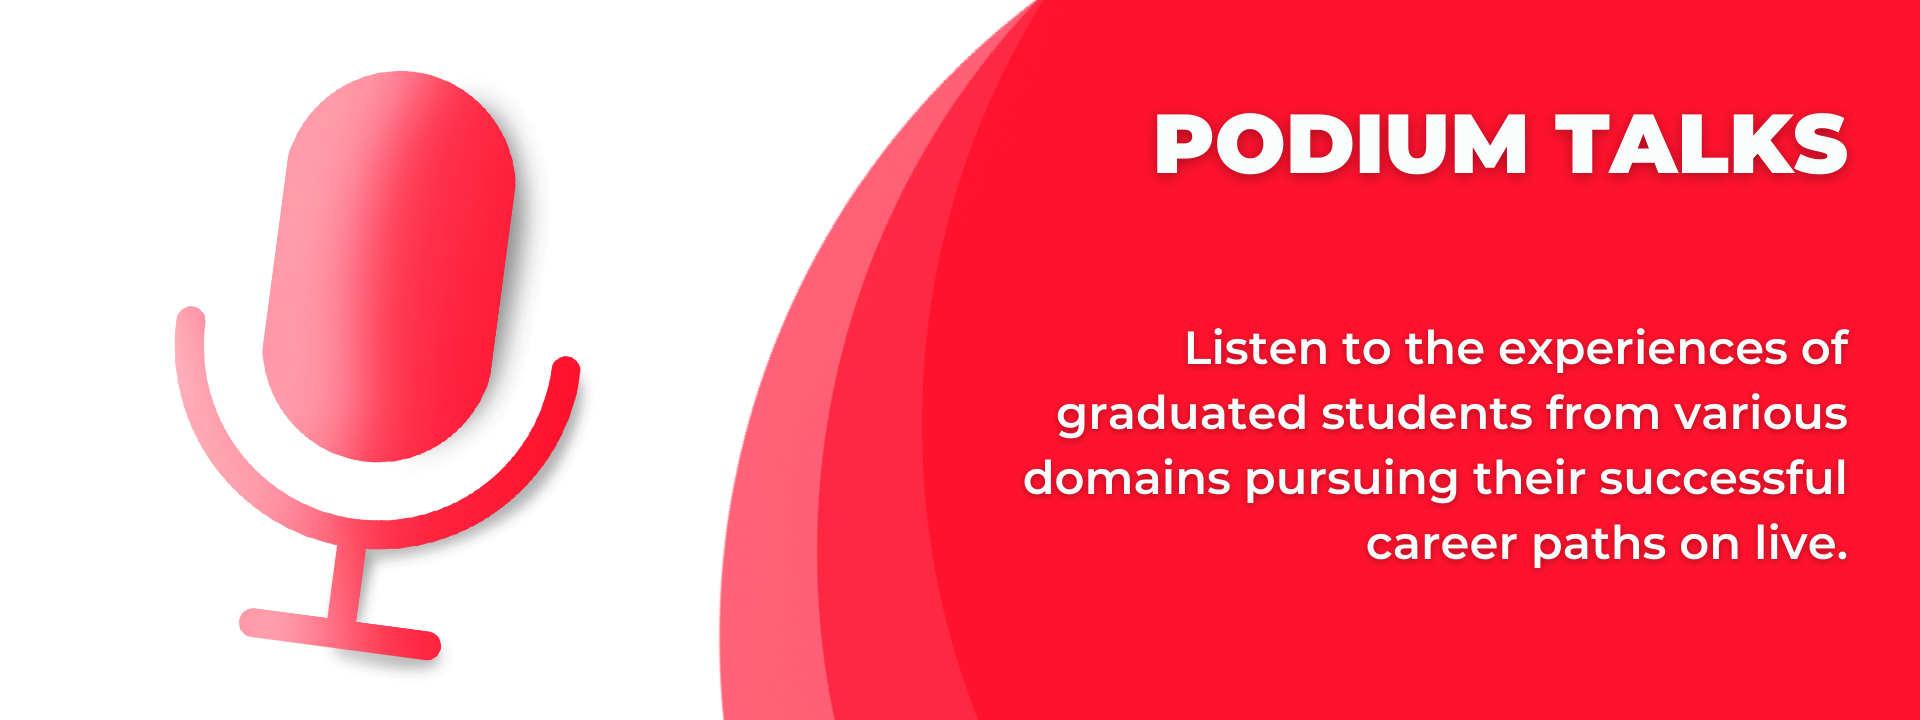 PODIUM TALKS
Listen to the experiences of
graduated students from various
domains pursuing their successful
career paths on live.